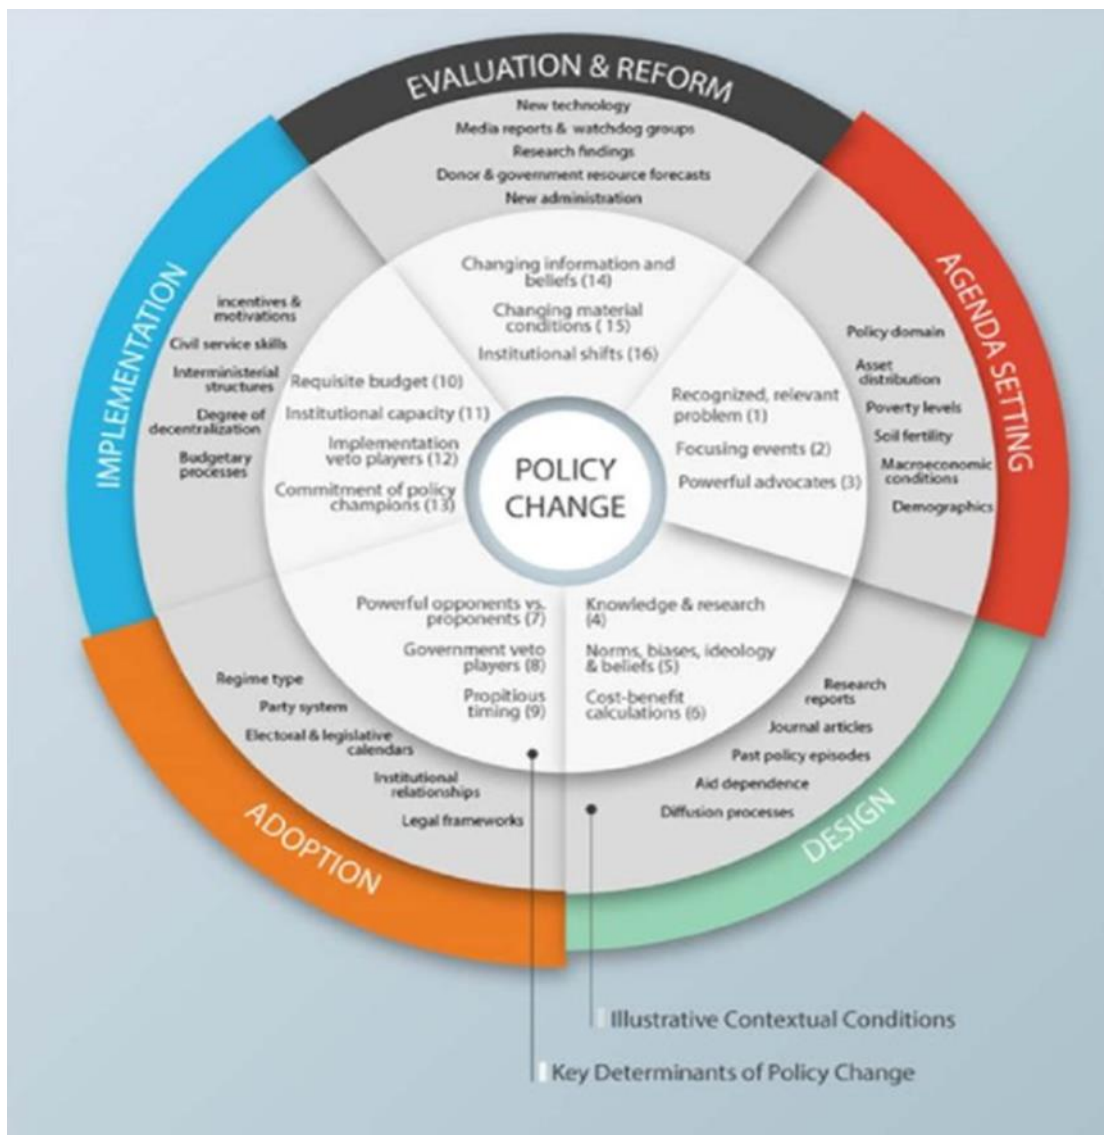 EVALUATION & REFORM
New technology
Media reports & watchdog groups
Research findings
Donor & government resource forecasts
New administration
Changing information and
beliefs (14)
Changing material
conditions ( 15)
Institutional shifts (16)
AGENDA SETTING
Policy domain
Asset
distribution
Poverty levels
Soil fertility
Macroeconomic
conditions
Demographics
Recognized, relevant
problem (1)
Focusing events (2)
Powerful advocates (3)
DESIGN
Knowledge & research
(4)
Norms, biases, ideology
& beliefs (5)
Cost-benefit
calculations (6)
Research
reports
Journal articles
Past policy episodes
Aid dependence
Diffusion processes
ADOPTION
Powerful opponents vs.
proponents (7)
Government veto
players (8)
Propitious
timing (9)
Regime type
Party system
Electoral & legislative
calendars
Institutional
relationships
Legal frameworks
IMPLEMENTATION
incentives &
motivations
Civil service skills
Interministerial
structures
Degree of
decentralization
Budgetary
processes
Requisite budget (10)
Institutional capacity (11)
Implementation
veto players (12)
Commitment of policy
champions (13)
POLICY
CHANGE
Illustrative Contextual Conditions
Key Determinants of Policy Change